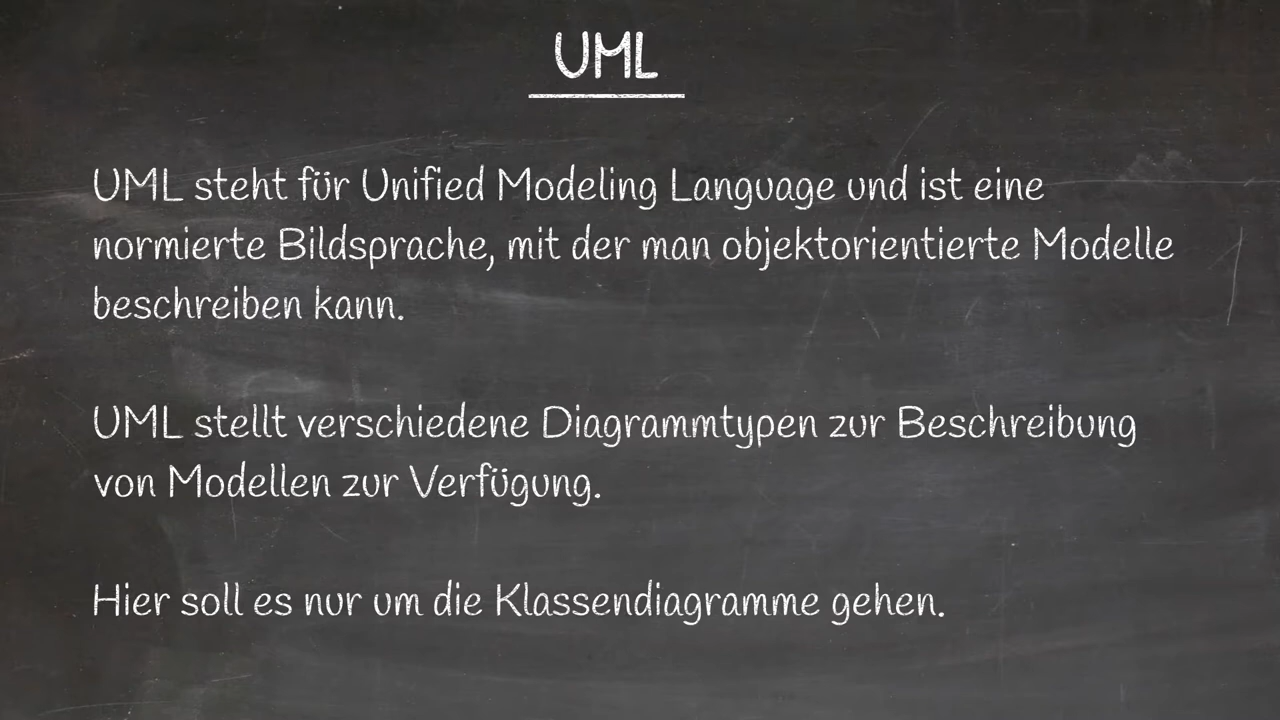 UML
UML steht für Unified Modeling Language und ist eine
normierte Bildsprache, mit der man objektorientierte Modelle
beschreiben kann.
UML stellt verschiedene Diagrammtypen zur Beschreibung
von Modellen zur Verfügung.
Hier soll es nur um die Klassendiagramme gehen.